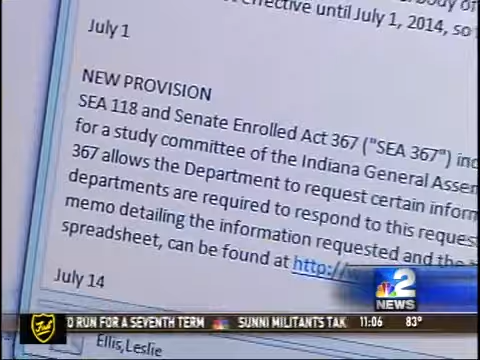 effective until July 1, 2014, so
July 1
NEW PROVISION
SEA 118 and Senate Enrolled Act 367 ("SEA 367")
for a study committee of the Indiana General
367 allows the Department to request certain
departments are required to respond to this
memo detailing the information requested and the
spreadsheet, can be found at http://
July 14
2
NEWS
RUN FOR A SEVENTH TERM
SUNNI MILITANTS TAK
11:06
83°
Ellis,Leslie